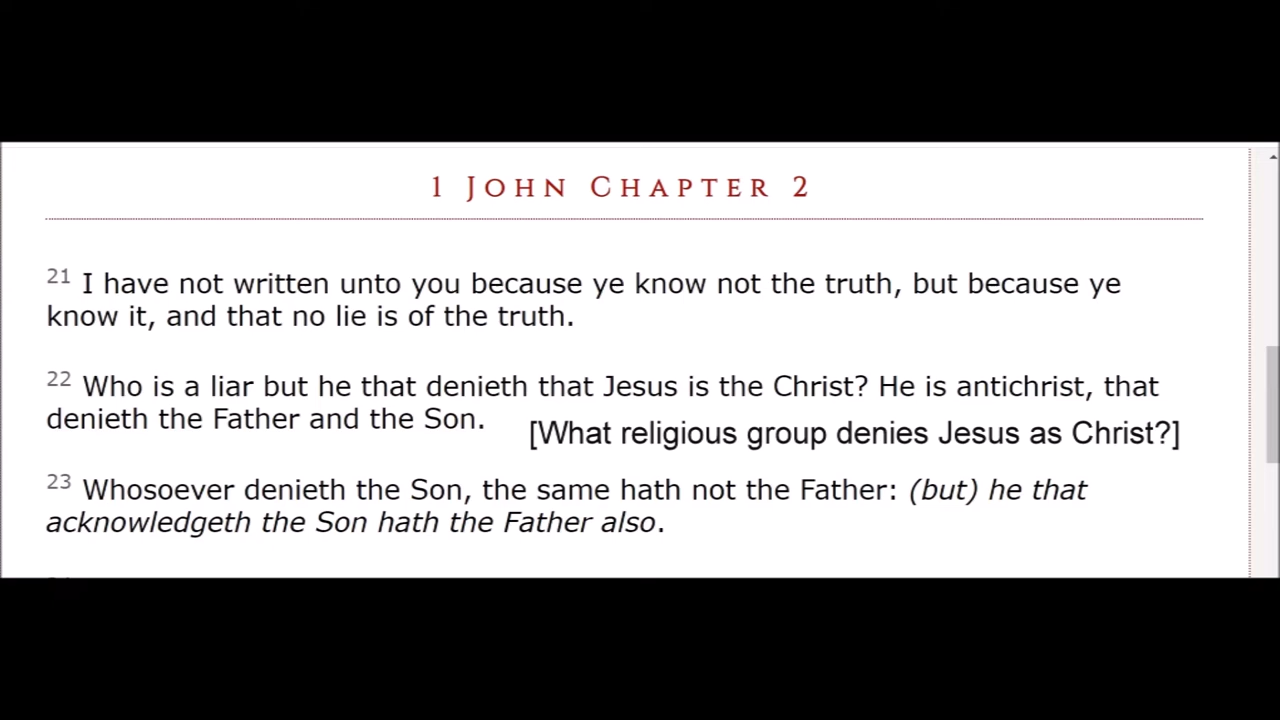 1 John Chapter 2
21 I have not written unto you because ye know not the truth, but because ye
know it, and that no lie is of the truth.
22 Who is a liar but he that denieth that Jesus is the Christ? He is antichrist, that
denieth the Father and the Son.
[What religious group denies Jesus as Christ?]
23 Whosoever denieth the Son, the same hath not the Father: (but) he that
acknowledgeth the Son hath the Father also.